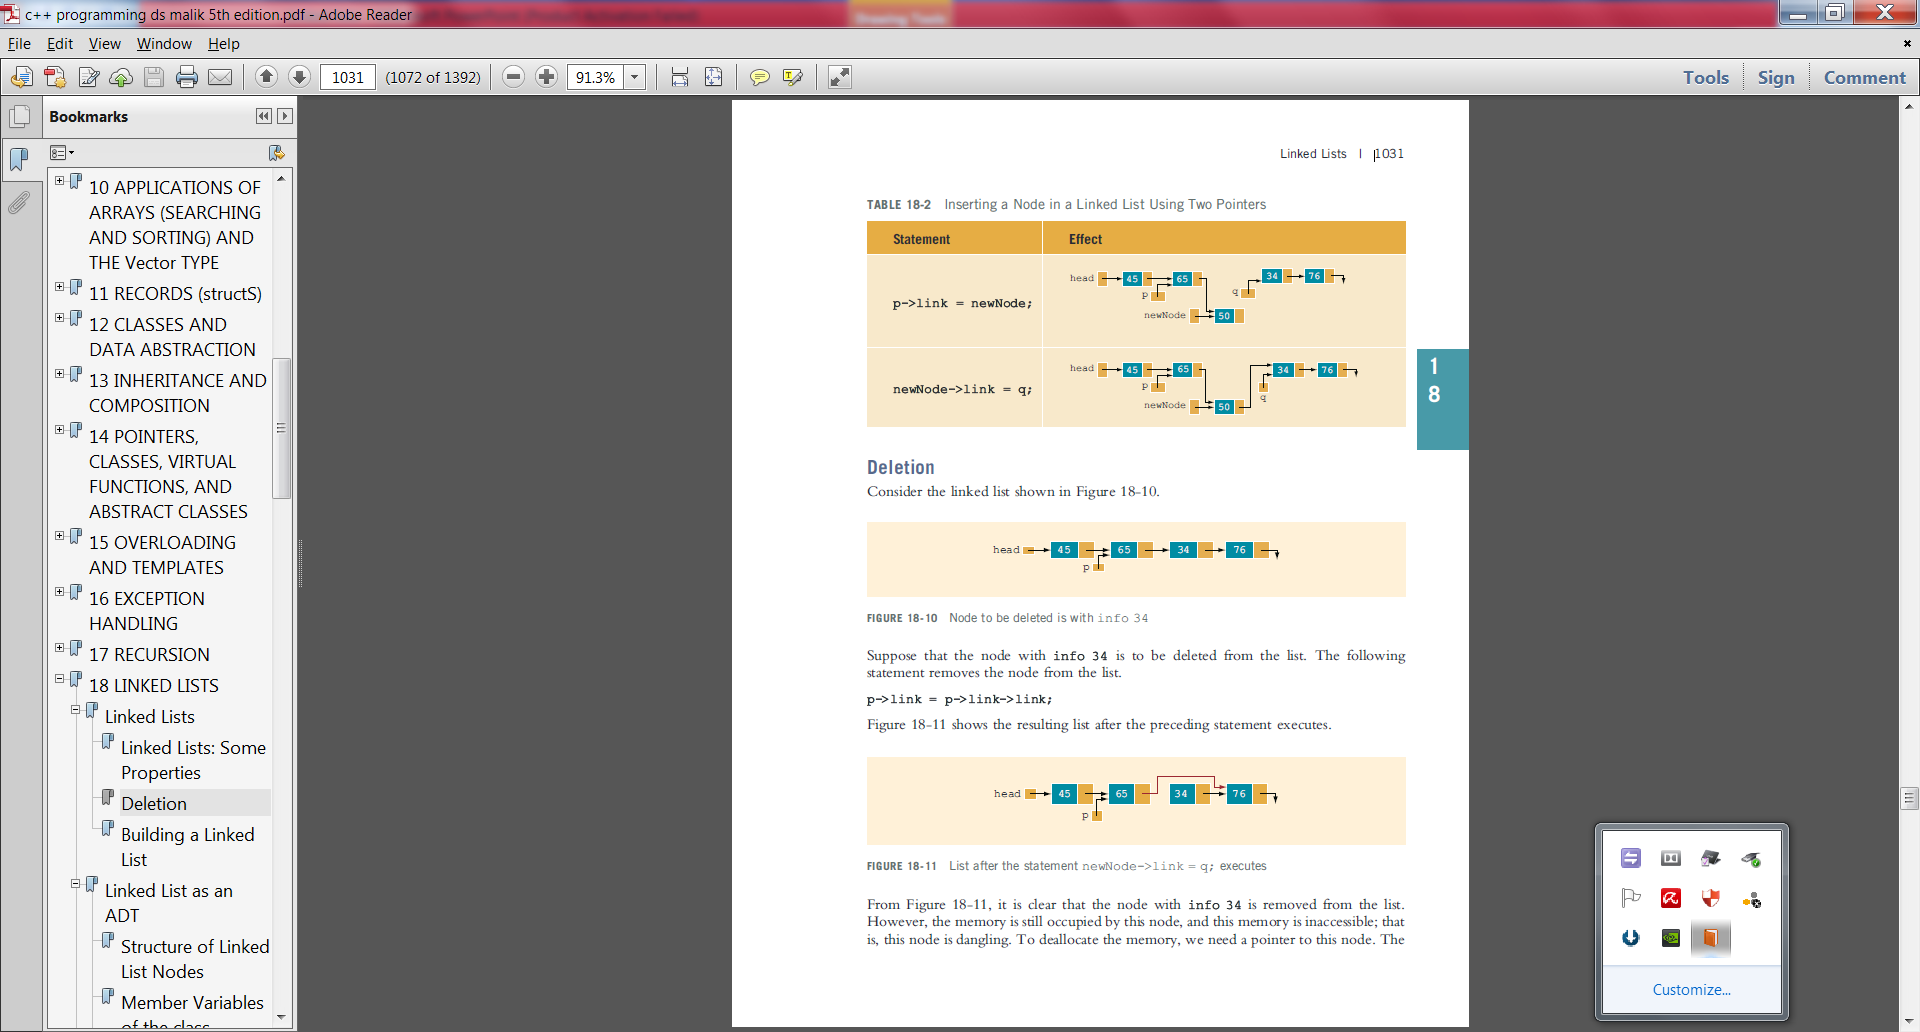 c++ programming ds malik 5th edition.pdf - Adobe Reader
Drawing Tools
File Edit View Window Help
1031 (1072 of 1392) 91.3% Tools Sign Comment
Bookmarks
10 APPLICATIONS OF
ARRAYS (SEARCHING
AND SORTING) AND
THE Vector TYPE
11 RECORDS (structS)
12 CLASSES AND
DATA ABSTRACTION
13 INHERITANCE AND
COMPOSITION
14 POINTERS,
CLASSES, VIRTUAL
FUNCTIONS, AND
ABSTRACT CLASSES
15 OVERLOADING
AND TEMPLATES
16 EXCEPTION
HANDLING
17 RECURSION
18 LINKED LISTS
Linked Lists
Linked Lists: Some
Properties
Deletion
Building a Linked
List
Linked List as an
ADT
Structure of Linked
List Nodes
Member Variables
of the class
Linked Lists | 1031
TABLE 18-2 Inserting a Node in a Linked List Using Two Pointers
Statement Effect
p->link = newNode;
head 45 65 34 76
p q
newNode 50
newNode->link = q;
head 45 65 34 76
p q
newNode 50
1
8
Deletion
Consider the linked list shown in Figure 18-10.
head 45 65 34 76
p
FIGURE 18-10 Node to be deleted is with info 34
Suppose that the node with info 34 is to be deleted from the list. The following
statement removes the node from the list.
p->link = p->link->link;
Figure 18-11 shows the resulting list after the preceding statement executes.
head 45 65 34 76
p
FIGURE 18-11 List after the statement newNode->link = q; executes
From Figure 18-11, it is clear that the node with info 34 is removed from the list.
However, the memory is still occupied by this node, and this memory is inaccessible; that
is, this node is dangling. To deallocate the memory, we need a pointer to this node. The
Customize...